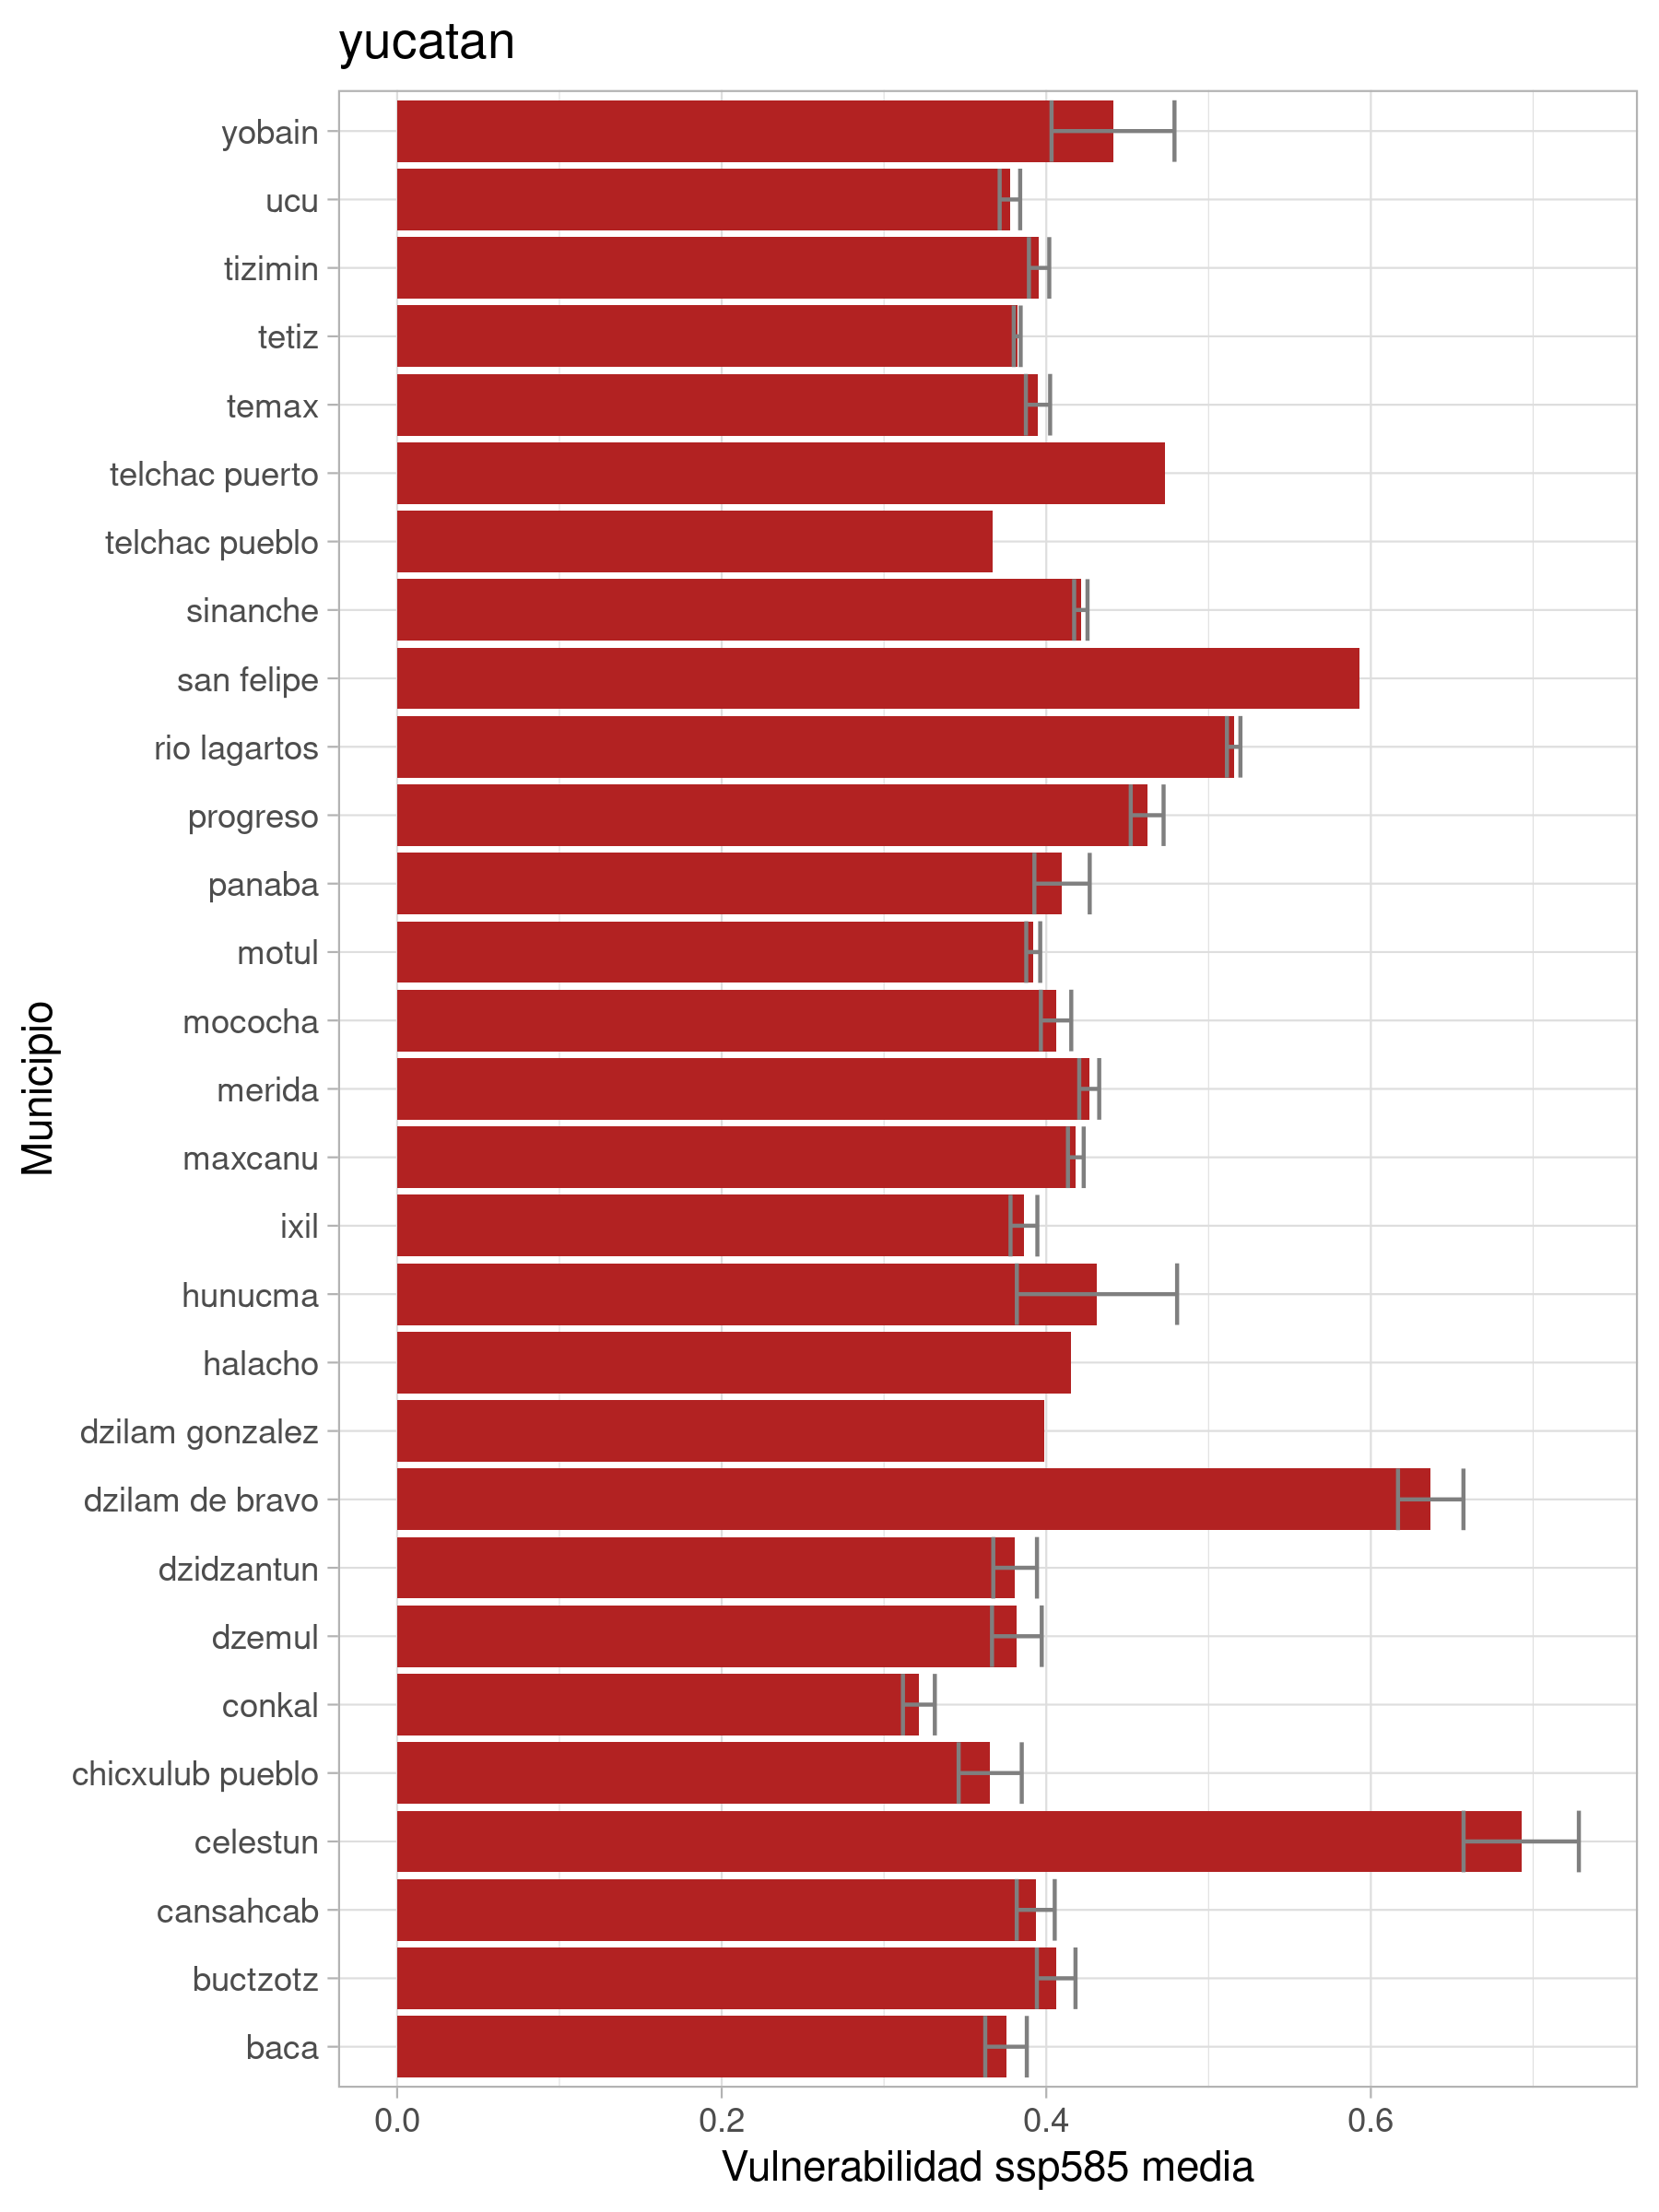 yucatan
yobain
ucu
tizimin
tetiz
temax
telchac puerto
telchac pueblo
sinanche
san felipe
rio lagartos
progreso
panaba
motul
mococha
merida
maxcanu
ixil
hunucma
halacho
dzilam gonzalez
dzilam de bravo
dzidzantun
dzemul
conkal
chicxulub pueblo
celestun
cansahcab
buctzotz
baca
Municipio
0.0 0.2 0.4 0.6
Vulnerabilidad ssp585 media